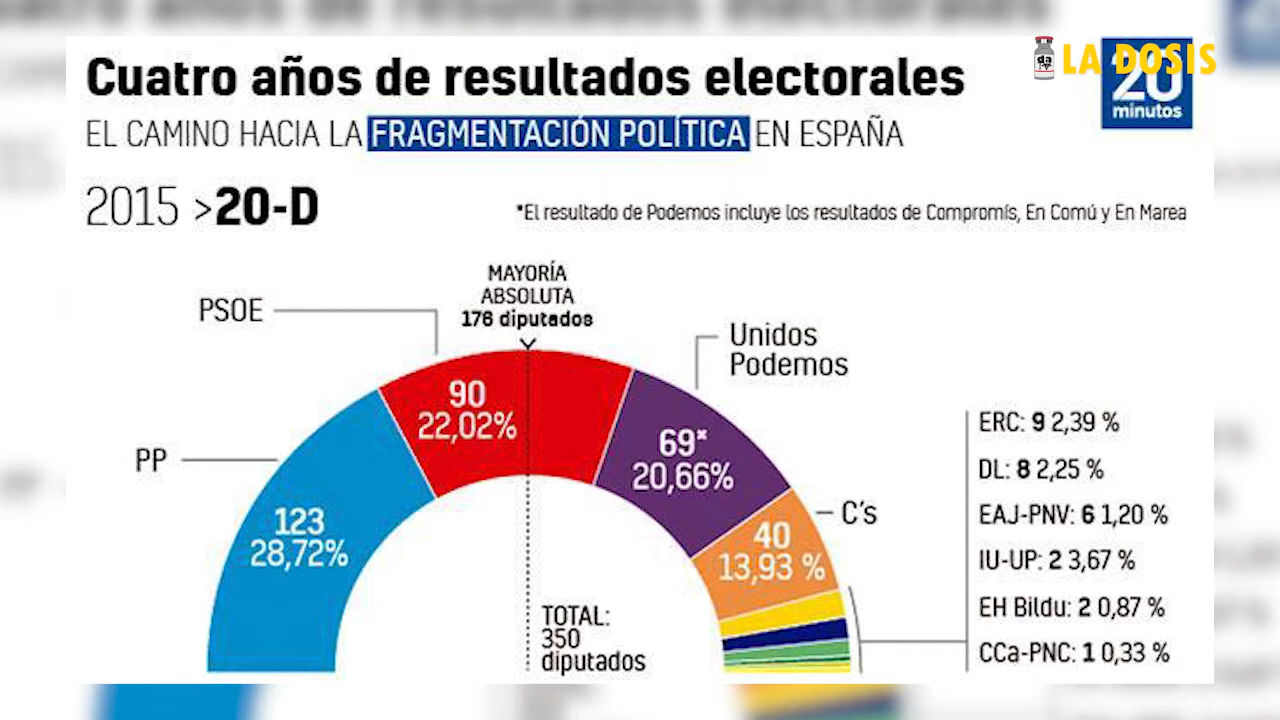 Cuatro años de resultados electorales
LA DOSIS
20
minutos
EL CAMINO HACIA LA FRAGMENTACIÓN POLÍTICA EN ESPAÑA
2015 >20-D
*El resultado de Podemos incluye los resultados de Compromís, En Comú y En Marea
MAYORÍA
ABSOLUTA
176 diputados
PSOE
Unidos
Podemos
90
22,02%
69*
20,66%
PP
C's
123
28,72%
40
13,93 %
TOTAL:
350
diputados
ERC: 9 2,39 %
DL: 8 2,25 %
EAJ-PNV: 6 1,20 %
IU-UP: 2 3,67 %
EH Bildu: 2 0,87 %
CCa-PNC: 1 0,33 %